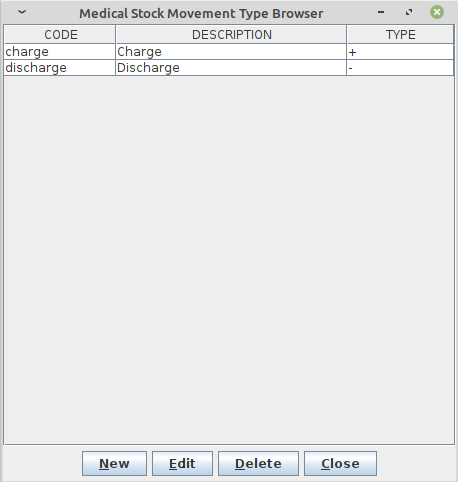 Medical Stock Movement Type Browser
CODE DESCRIPTION TYPE
charge Charge +
discharge Discharge -
New Edit Delete Close